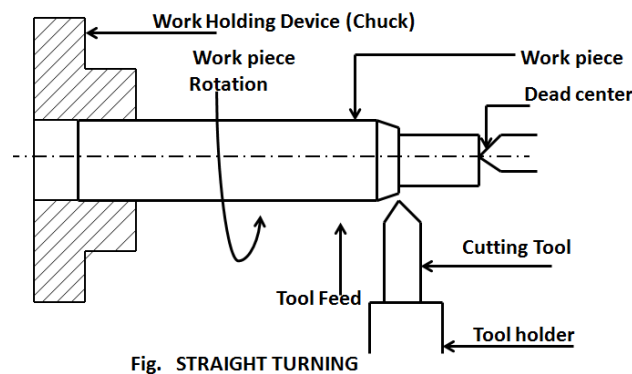 Work Holding Device (Chuck)
Work piece
Rotation
Work piece
Dead center
Cutting Tool
Tool Feed
Tool holder
Fig. STRAIGHT TURNING